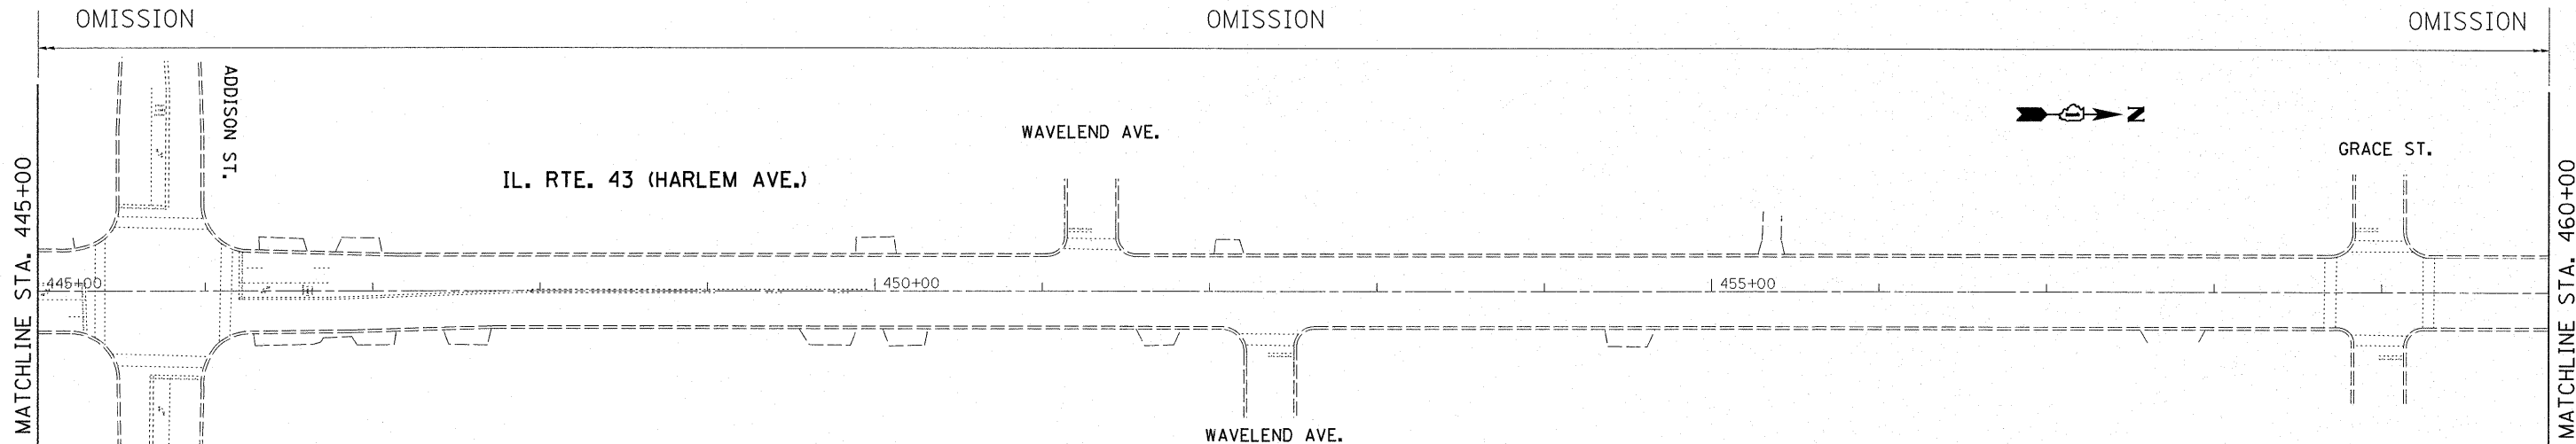 OMISSION
OMISSION
OMISSION
ADDISON ST.
WAVELEND AVE.
N
GRACE ST.
IL. RTE. 43 (HARLEM AVE.)
MATCHLINE STA. 445+00
MATCHLINE STA. 460+00
445+00
450+00
455+00
WAVELEND AVE.